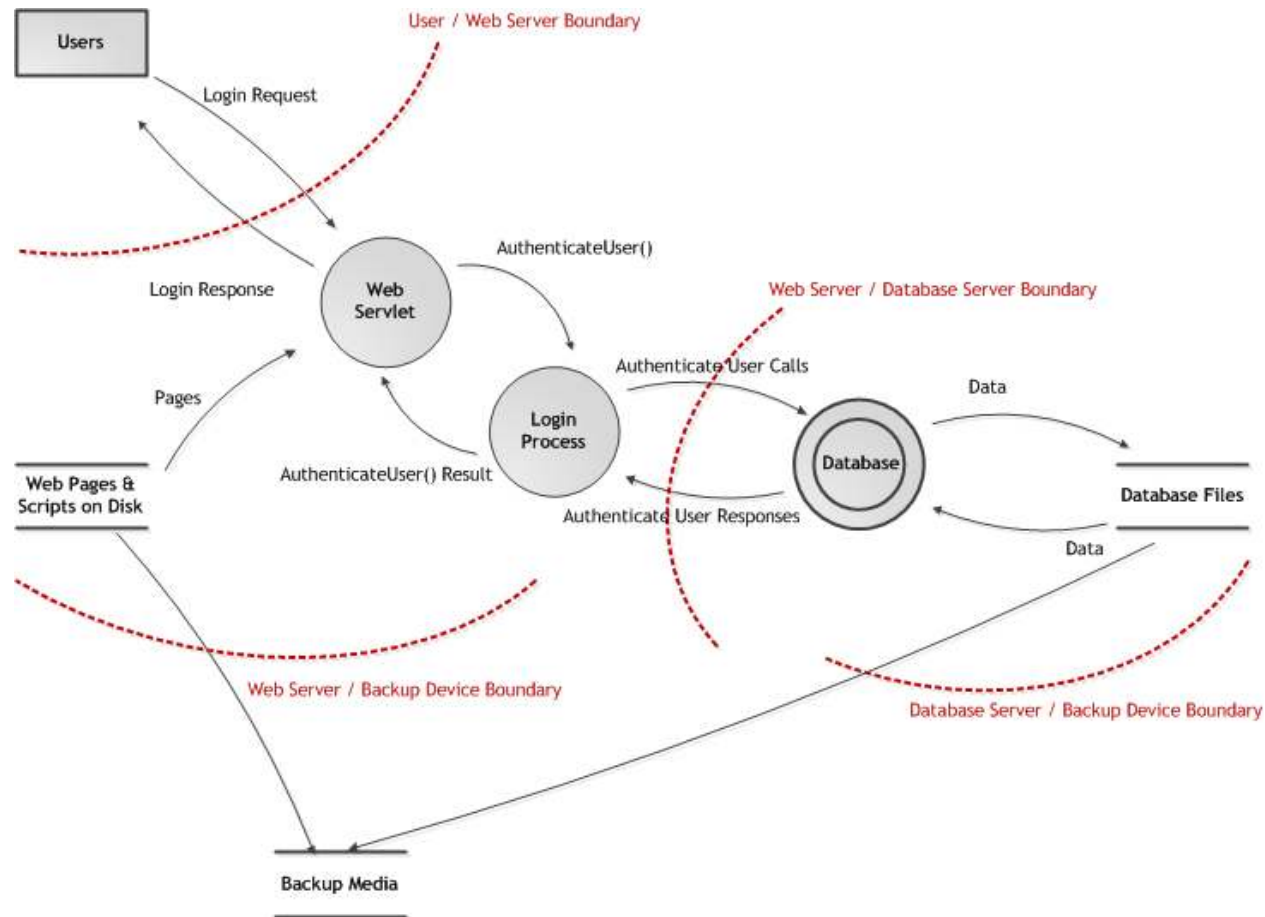 User / Web Server Boundary
Users
Login Request
AuthenticateUser()
Login Response
Web
Servlet
Web Server / Database Server Boundary
Authenticate User Calls
Data
Pages
Login
Process
Database
AuthenticateUser() Result
Web Pages &
Scripts on Disk
Database Files
Authenticate User Responses
Data
Web Server / Backup Device Boundary
Database Server / Backup Device Boundary
Backup Media